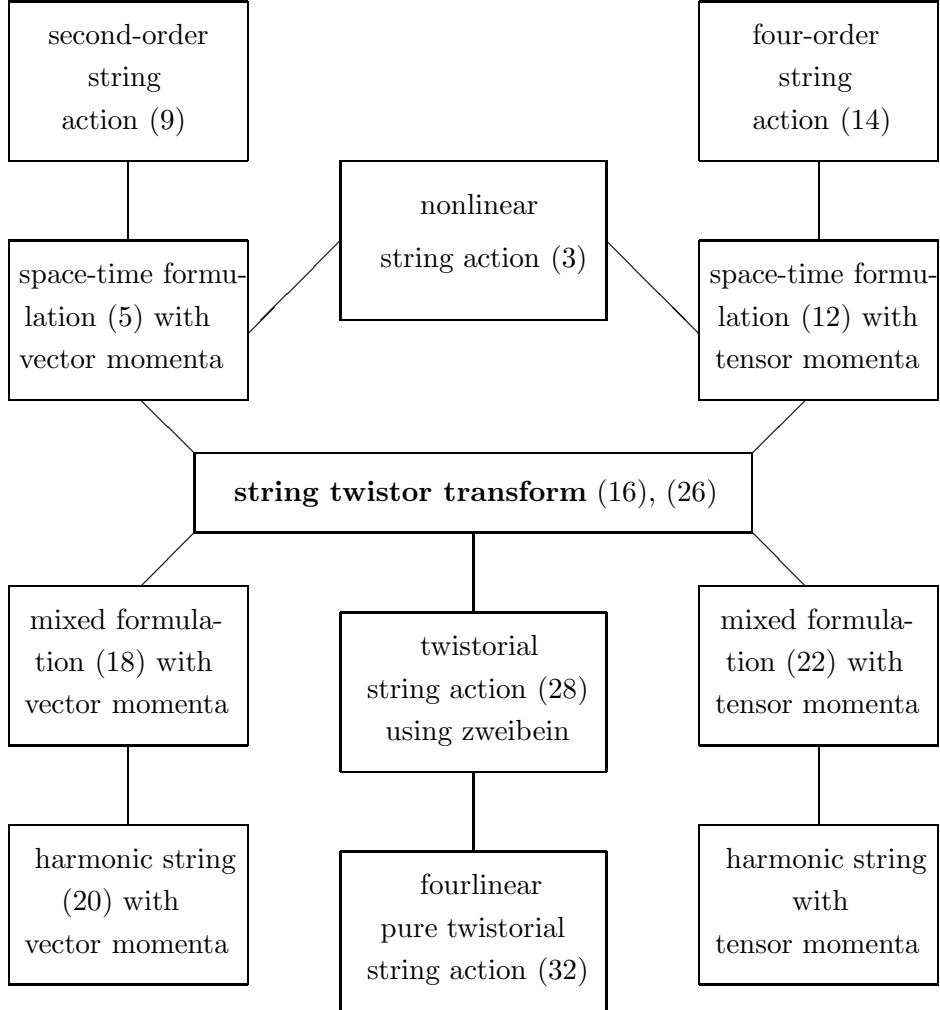 second-order
string
action (9)
four-order
string
action (14)
nonlinear
string action (3)
space-time formu-
lation (5) with
vector momenta
space-time formu-
lation (12) with
tensor momenta
string twistor transform (16), (26)
mixed formula-
tion (18) with
vector momenta
twistorial
string action (28)
using zweibein
mixed formula-
tion (22) with
tensor momenta
harmonic string
(20) with
vector momenta
fourlinear
pure twistorial
string action (32)
harmonic string
with
tensor momenta